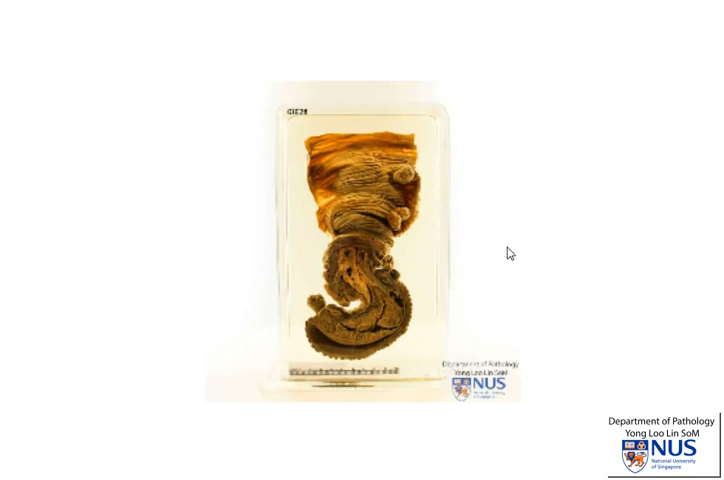 Department of Pathology
Yong Loo Lin SoM
NUS
Department of Pathology
Yong Loo Lin SoM
NUS
National University
of Singapore